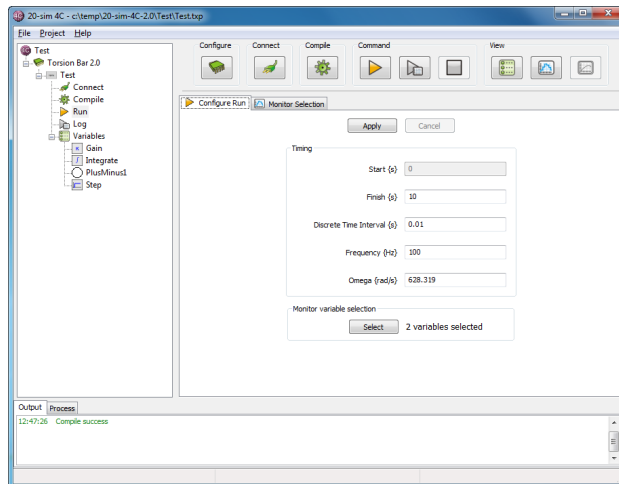 20-sim 4C - c:\temp\20-sim-4C-2.0\Test\Test.txp
File Project Help
Test
Torsion Bar 2.0
Test
Connect
Compile
Run
Log
Variables
Gain
Integrate
PlusMinus1
Step
Configure Connect Compile Command View
Configure Run Monitor Selection
Apply Cancel
Timing
Start {s} 0
Finish {s} 10
Discrete Time Interval {s} 0.01
Frequency {Hz} 100
Omega {rad/s} 628.319
Monitor variable selection
Select 2 variables selected
Output Process
12:47:26 Compile success